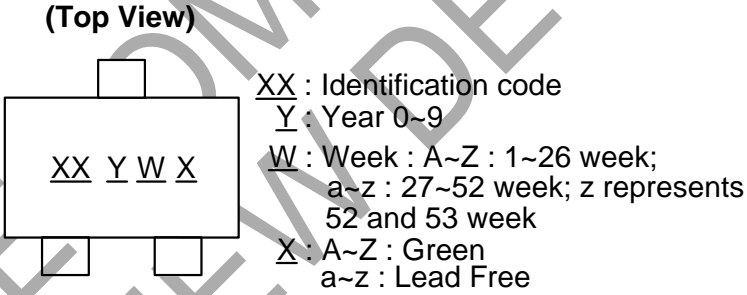 (Top View)
XX : Identification code
Y : Year 0~9
XX Y W X
W : Week : A~Z : 1~26 week;
a~z : 27~52 week; z represents
52 and 53 week
X : A~Z : Green
a~z : Lead Free